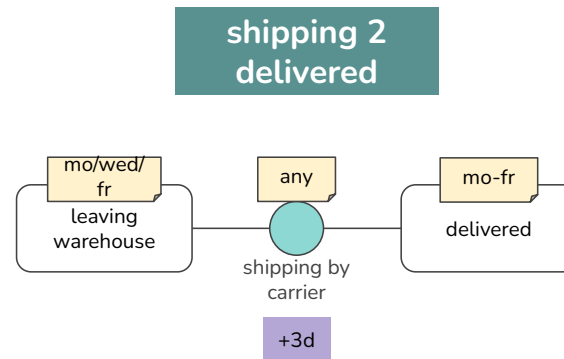 shipping 2
delivered
mo/wed/
fr
leaving
warehouse
any
shipping by
carrier
+3d
mo-fr
delivered